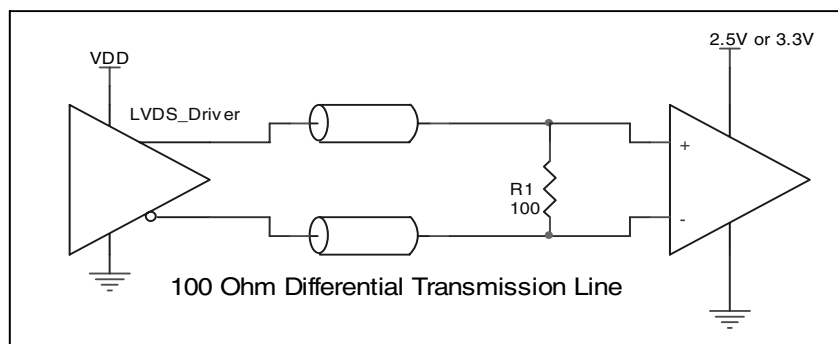 2.5V or 3.3V
VDD
LVDS_Driver
+
R1
100
-
100 Ohm Differential Transmission Line